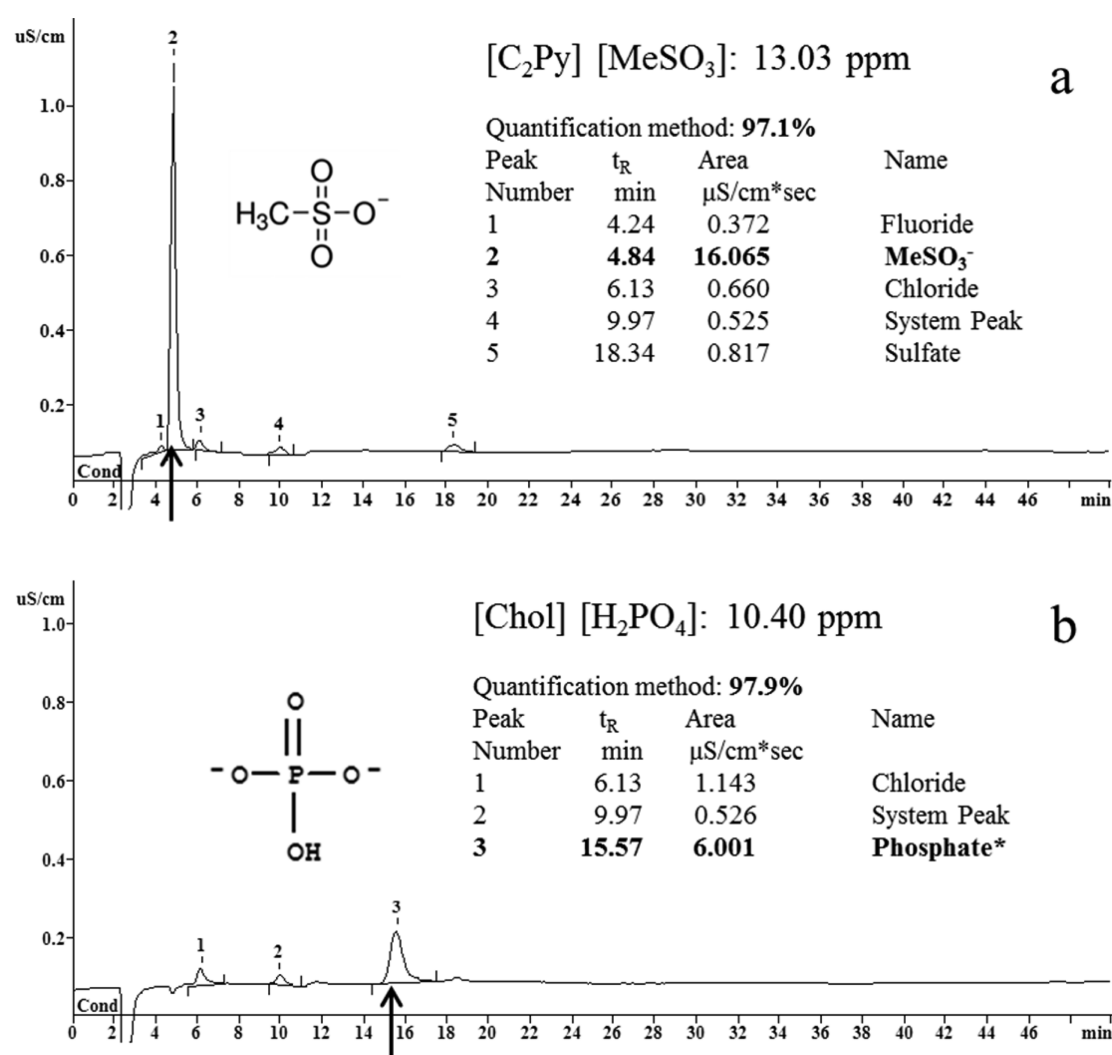 uS/cm
1.0
0.8
0.6
0.4
0.2
2
1
3
4
5
[C₂Py] [MeSO₃]: 13.03 ppm
a
Quantification method: 97.1%
Peak Number tR min Area µS/cm*sec Name
1 4.24 0.372 Fluoride
2 4.84 16.065 MeSO₃⁻
3 6.13 0.660 Chloride
4 9.97 0.525 System Peak
5 18.34 0.817 Sulfate
O
H₃C S O⁻
O
Cond
0 2 4 6 8 10 12 14 16 18 20 22 24 26 28 30 32 34 36 38 40 42 44 46 min
uS/cm
1.0
0.8
0.6
0.4
0.2
1
2
3
[Chol] [H₂PO₄]: 10.40 ppm
b
Quantification method: 97.9%
Peak Number tR min Area µS/cm*sec Name
1 6.13 1.143 Chloride
2 9.97 0.526 System Peak
3 15.57 6.001 Phosphate*
O
⁻O P O⁻
OH
Cond
0 2 4 6 8 10 12 14 16 18 20 22 24 26 28 30 32 34 36 38 40 42 44 46 min